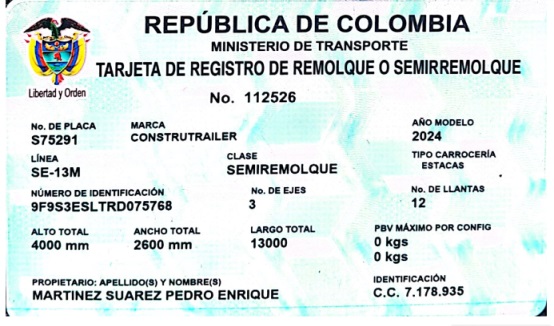 REPÚBLICA DE COLOMBIA
MINISTERIO DE TRANSPORTE
TARJETA DE REGISTRO DE REMOLQUE O SEMIRREMOLQUE
Libertad y Orden
No. 112526
No. DE PLACA MARCA AÑO MODELO
S75291 CONSTRUTRAILER 2024
LÍNEA CLASE TIPO CARROCERÍA
SE-13M SEMIREMOLQUE ESTACAS
NÚMERO DE IDENTIFICACIÓN No. DE EJES No. DE LLANTAS
9F9S3ESLTRD075768 3 12
ALTO TOTAL ANCHO TOTAL LARGO TOTAL PBV MÁXIMO POR CONFIG
4000 mm 2600 mm 13000 0 kgs
0 kgs
PROPIETARIO: APELLIDO(S) Y NOMBRE(S) IDENTIFICACIÓN
MARTINEZ SUAREZ PEDRO ENRIQUE C.C. 7.178.935